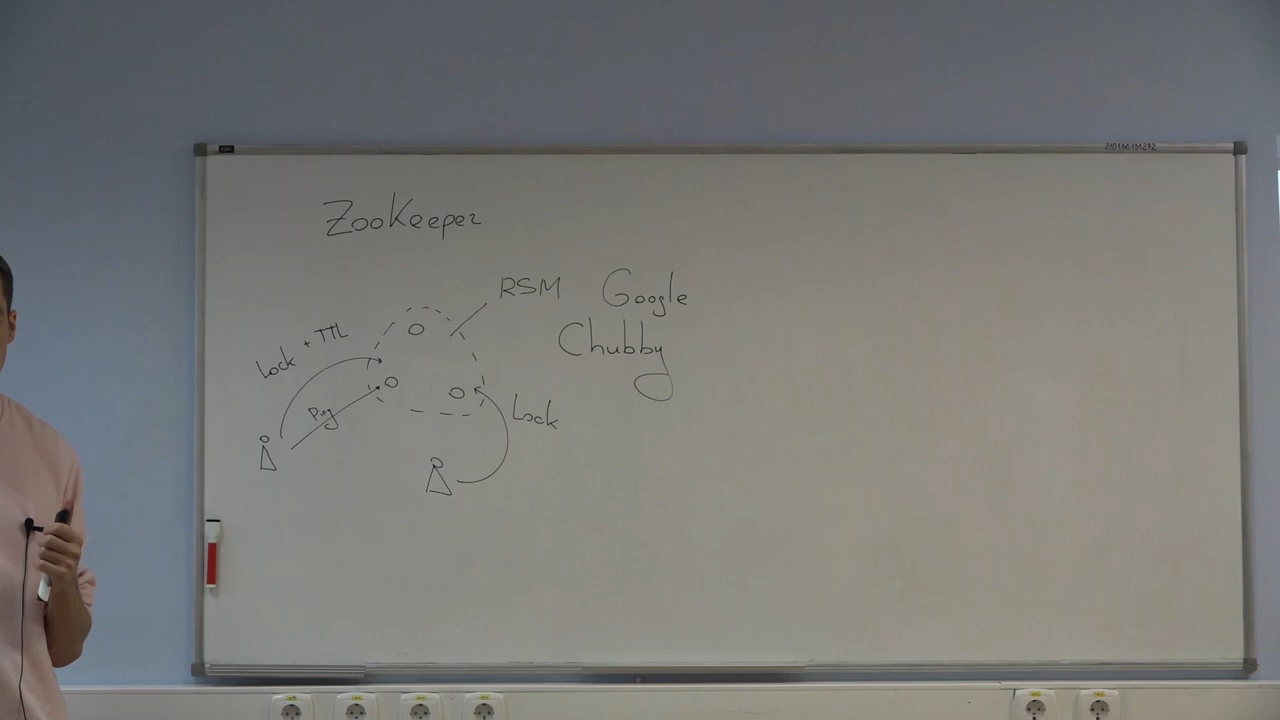 ZooKeeper
RSM
Google
Chubby
Lock + TTL
Ping
Lock